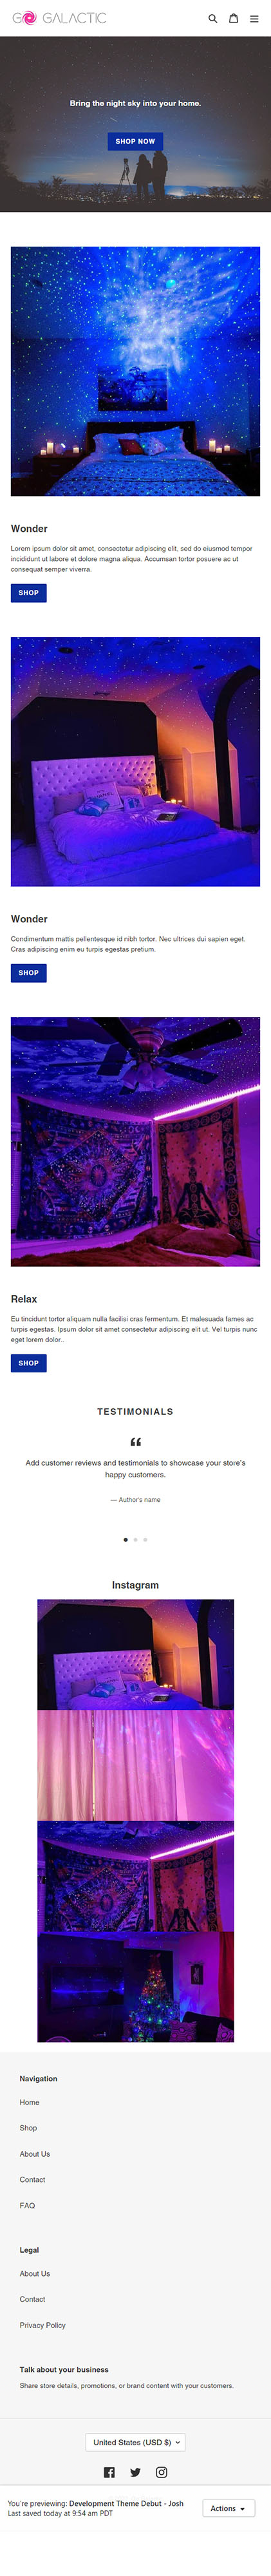 GO GALACTIC
Bring the night sky into your home.
SHOP NOW
Wonder
Lorem ipsum dolor sit amet, consectetur adipiscing elit, sed do eiusmod tempor
incididunt ut labore et dolore magna aliqua. Accumsan tortor posuere ac ut
consequat semper viverra.
SHOP
Wonder
Condimentum mattis pellentesque id nibh tortor. Nec ultrices dui sapien eget.
Cras adipiscing enim eu turpis egestas pretium.
SHOP
Relax
Eu tincidunt tortor aliquam nulla facilisi cras fermentum. Et malesuada fames ac
turpis egestas. Ipsum dolor sit amet consectetur adipiscing elit ut. Vel turpis nunc
eget lorem dolor..
SHOP
TESTIMONIALS
“
Add customer reviews and testimonials to showcase your store's
happy customers.
— Author's name
Instagram
Navigation
Home
Shop
About Us
Contact
FAQ
Legal
About Us
Contact
Privacy Policy
Talk about your business
Share store details, promotions, or brand content with your customers.
United States (USD $)
You're previewing: Development Theme Debut - Josh
Last saved today at 9:54 am PDT
Actions